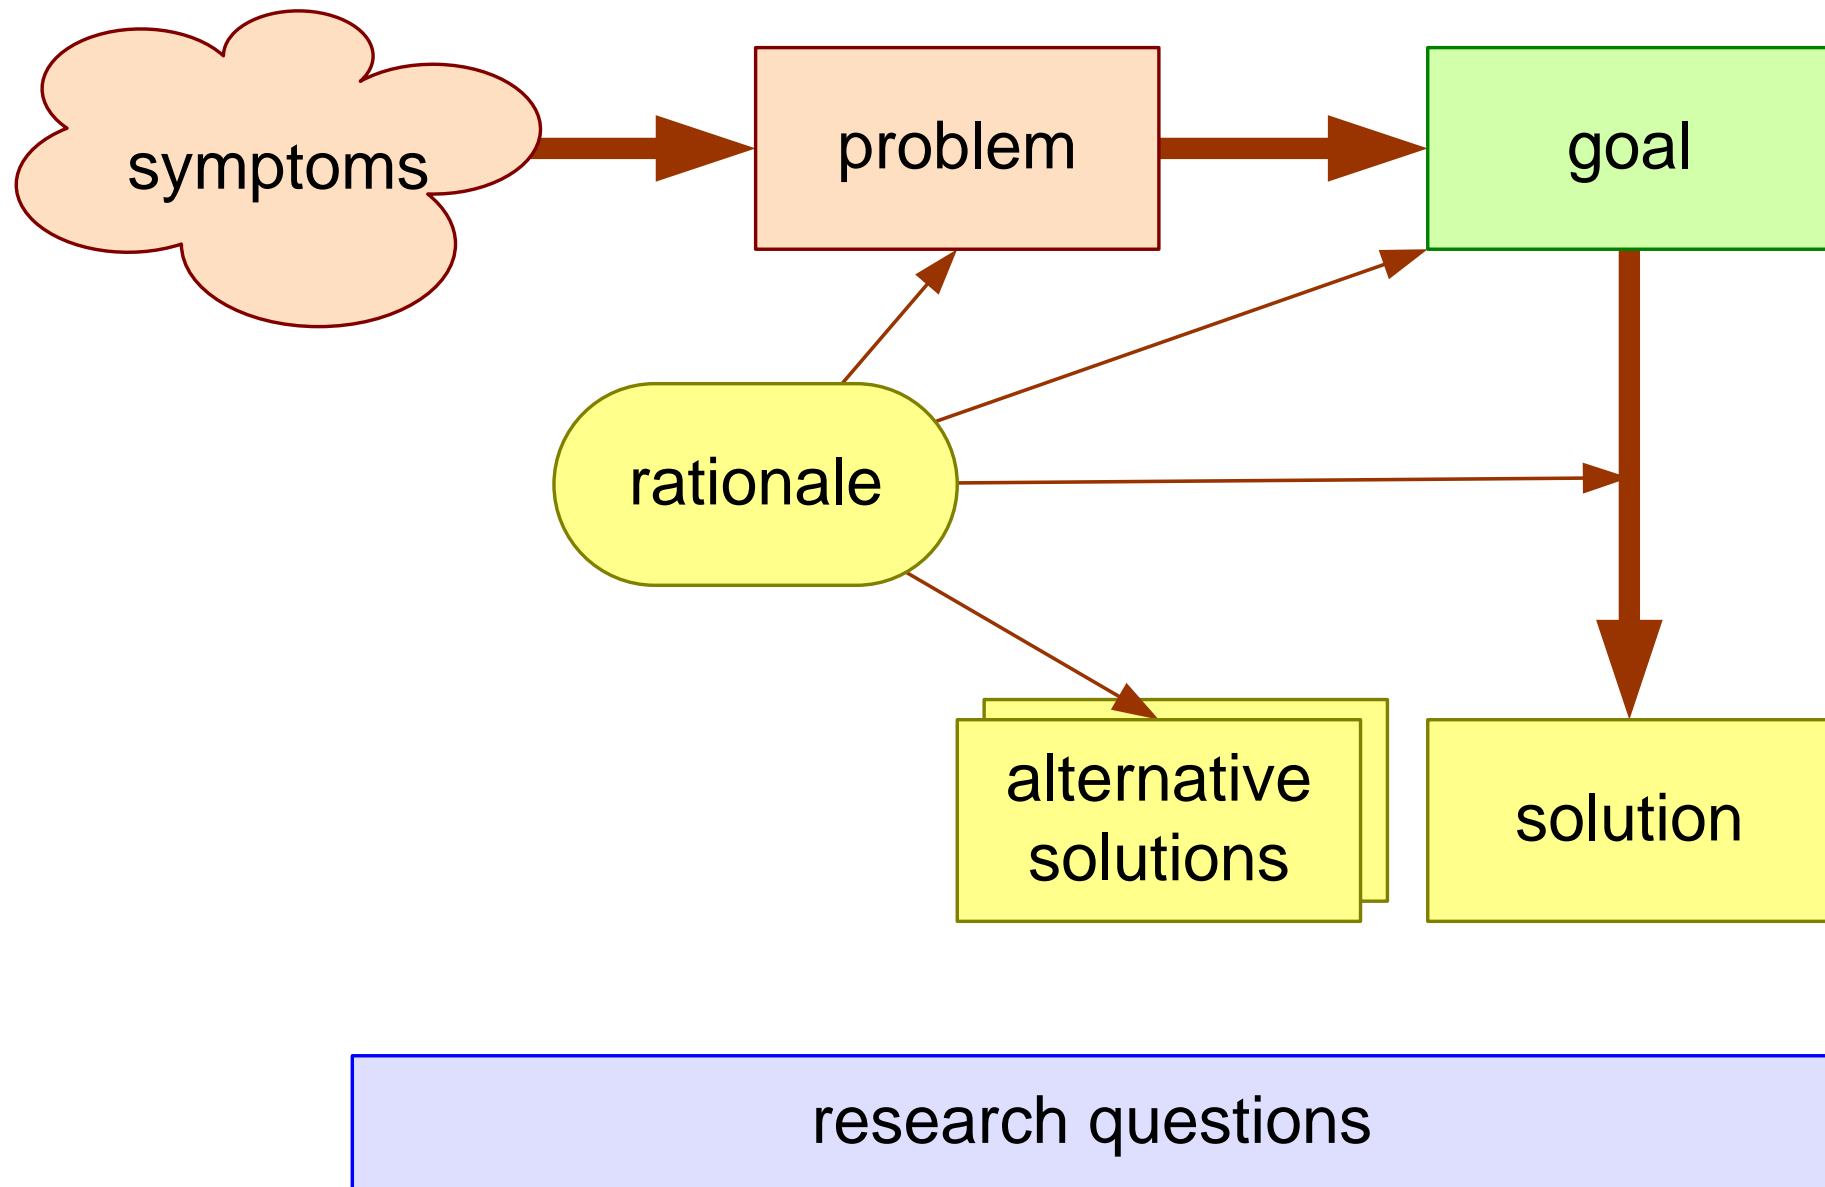 symptoms
problem
goal
rationale
alternative
solutions
solution
research questions